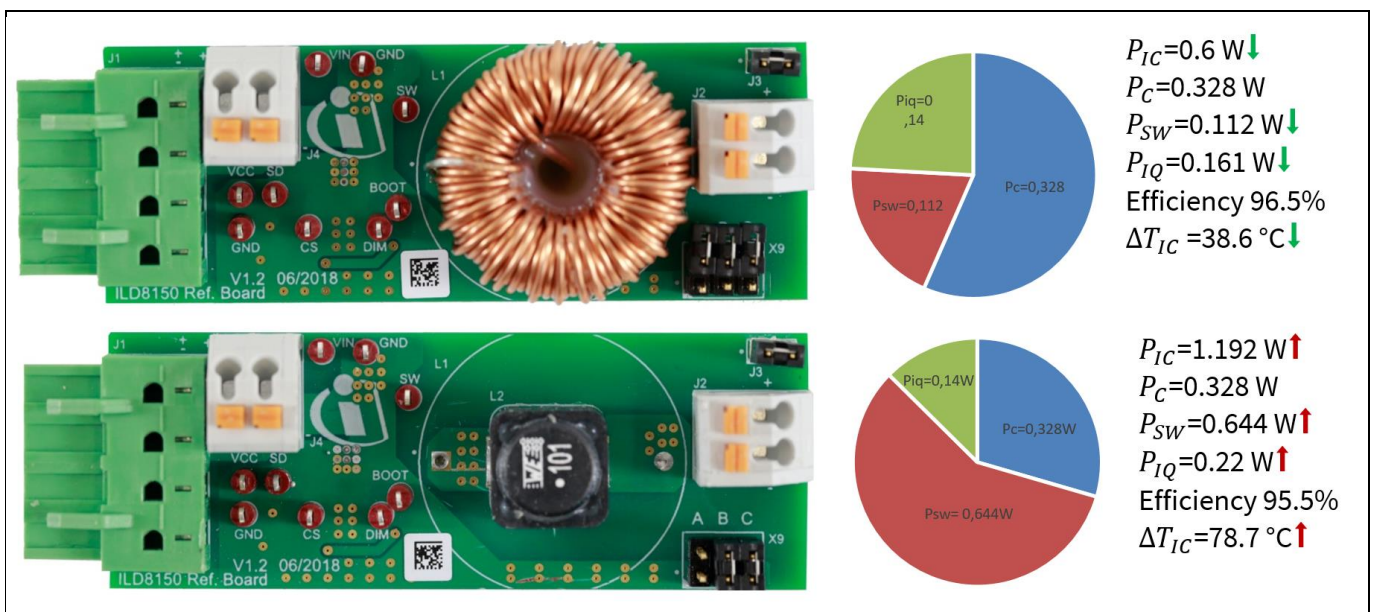 J1
VIN
GND
L1
SW
J3
J2
J4
VCC SD
BOOT
GND
CS
DIM
X9
V1.2 06/2018
ILD8150 Ref. Board
Piq=0
,14
Pc=0,328
Psw=0,112
P_IC=0.6 W↓
P_C=0.328 W
P_SW=0.112 W↓
P_IQ=0.161 W↓
Efficiency 96.5%
ΔT_IC =38.6 °C↓
J1
VIN
GND
L1
SW
J3
L2
J2
J4
VCC SD
WE
101
BOOT
GND
CS
DIM
A B C
X9
V1.2 06/2018
ILD8150 Ref. Board
Piq=0,14W
Pc=0,328W
Psw= 0,644W
P_IC=1.192 W↑
P_C=0.328 W
P_SW=0.644 W↑
P_IQ=0.22 W↑
Efficiency 95.5%
ΔT_IC=78.7 °C↑